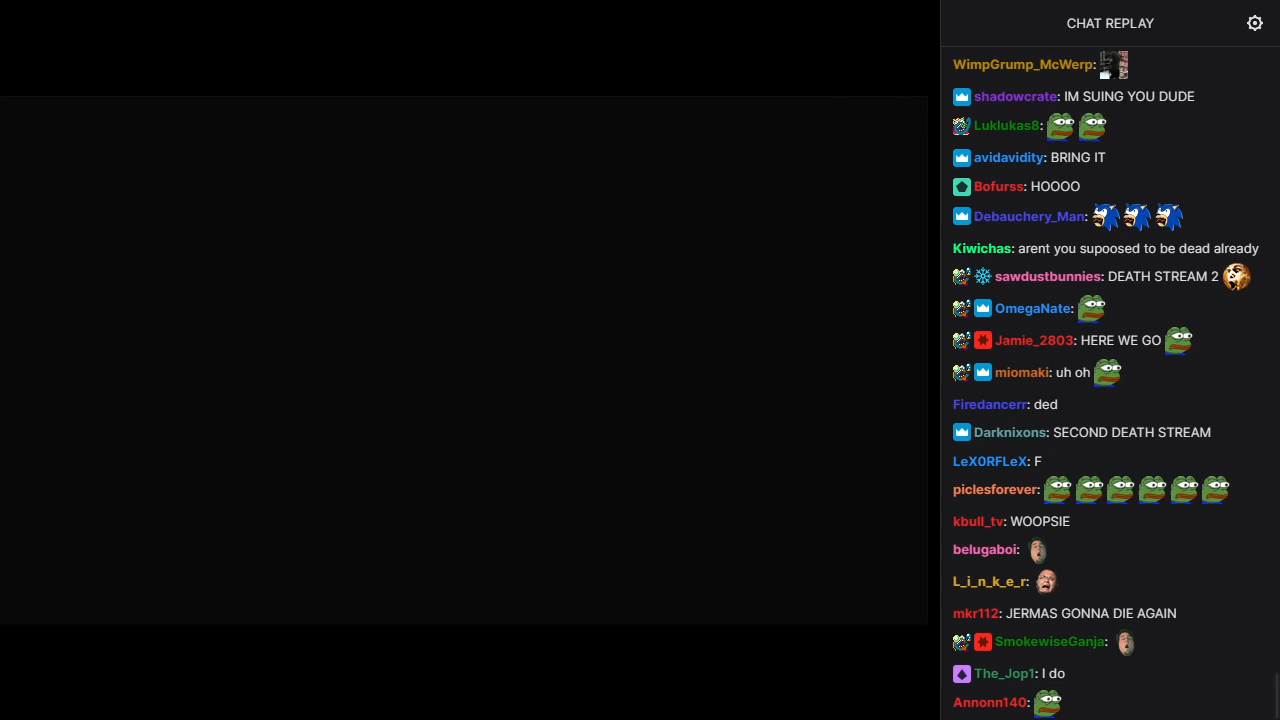 CHAT REPLAY
WimpGrump_McWerp:
shadowcrate: IM SUING YOU DUDE
Luklukas8:
avidavidity: BRING IT
Bofurss: HOOOO
Debauchery_Man:
Kiwichas: arent you supoosed to be dead already
sawdustbunnies: DEATH STREAM 2
OmegaNate:
Jamie_2803: HERE WE GO
miomaki: uh oh
Firedancerr: ded
Darknixons: SECOND DEATH STREAM
LeX0RFLeX: F
piclesforever:
kbull_tv: WOOPSIE
belugaboi:
L_i_n_k_e_r:
mkr112: JERMAS GONNA DIE AGAIN
SmokewiseGanja:
The_Jop1: I do
Annonn140: